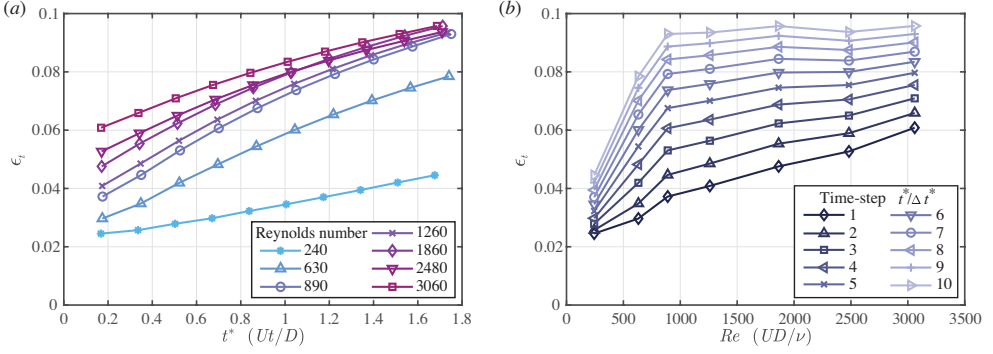 (a)
0.1
0.08
0.06
0.04
0.02
0
ϵt
0 0.2 0.4 0.6 0.8 1.0 1.2 1.4 1.6 1.8
t* (Ut/D)
Reynolds number
240
630
890
1260
1860
2480
3060
(b)
0.1
0.08
0.06
0.04
0.02
0
ϵt
0 500 1000 1500 2000 2500 3000 3500
Re (UD/ν)
Time-step t*/Δt*
1
2
3
4
5
6
7
8
9
10